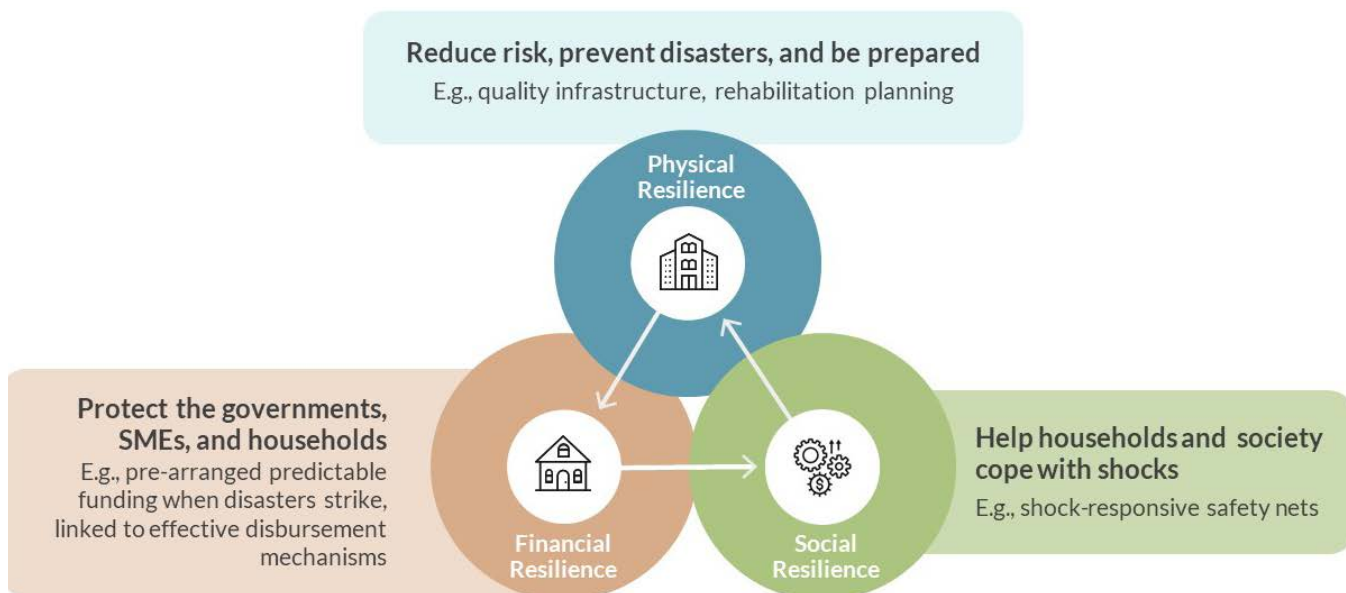 Reduce risk, prevent disasters, and be prepared
E.g., quality infrastructure, rehabilitation planning
Physical
Resilience
Protect the governments,
SMEs, and households
E.g., pre-arranged predictable
funding when disasters strike,
linked to effective disbursement
mechanisms
Financial
Resilience
$
Social
Resilience
Help households and society
cope with shocks
E.g., shock-responsive safety nets